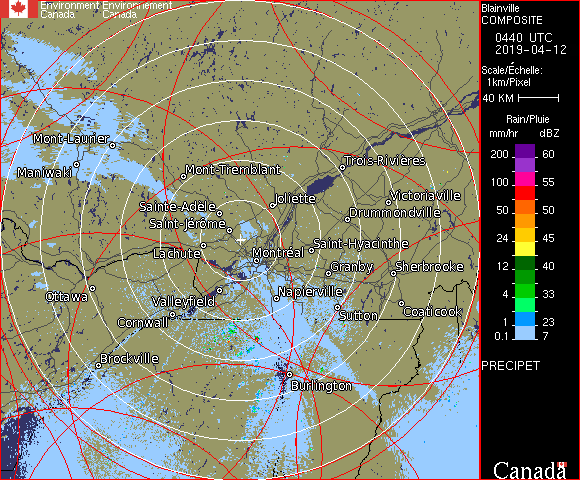 Environment Environnement
Canada Canada
Blainville
COMPOSITE
0440 UTC
2019-04-12
Scale/Échelle:
1km/Pixel
40 KM
Rain/Pluie
mm/hr dBZ
200 60
100 55
50 50
24 45
12 40
4 33
1 23
0.1 7
PRECIPET
Mont-Laurier
Maniwaki
Mont-Tremblant
Trois-Rivières
Joliette
Victoriaville
Sainte-Adele
Drummondville
Saint-Jérôme
Lachute
Saint-Hyacinthe
Montréal
Granby
Sherbrooke
Ottawa
Valleyfield
Napierville
Cornwall
Sutton
Coaticook
Brockville
Burlington
Canada